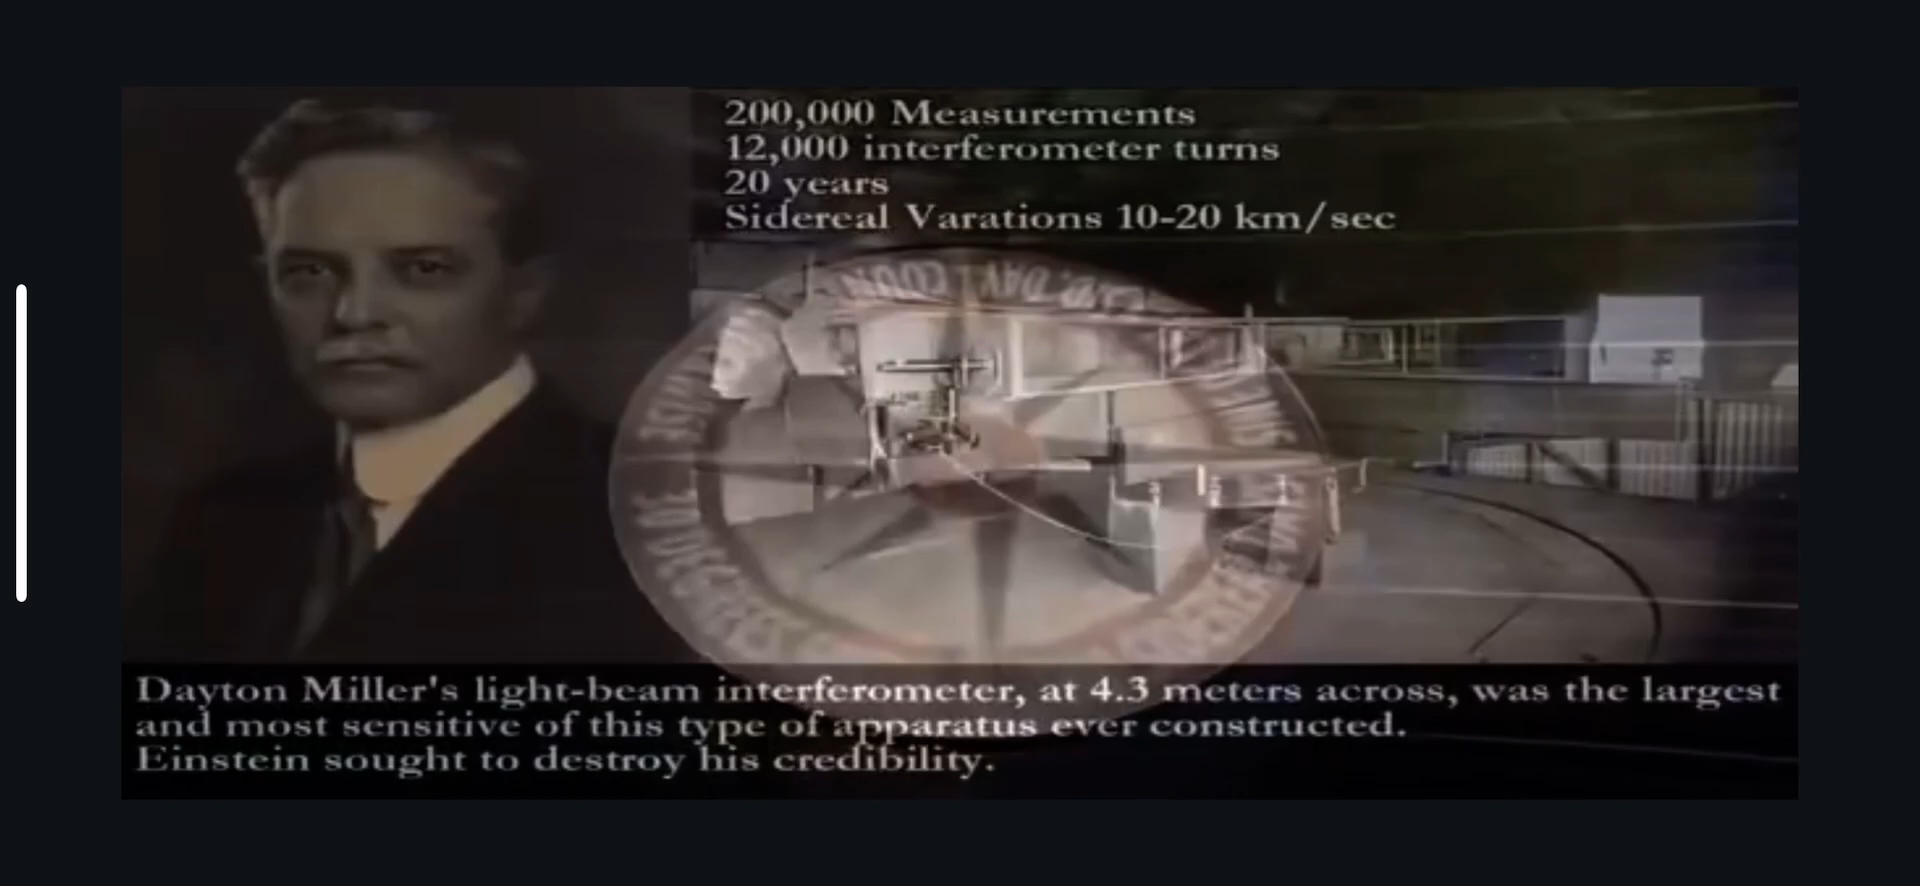 200,000 Measurements
12,000 interferometer turns
20 years
Sidereal Varations 10-20 km/sec
Dayton Miller's light-beam interferometer, at 4.3 meters across, was the largest
and most sensitive of this type of apparatus ever constructed.
Einstein sought to destroy his credibility.